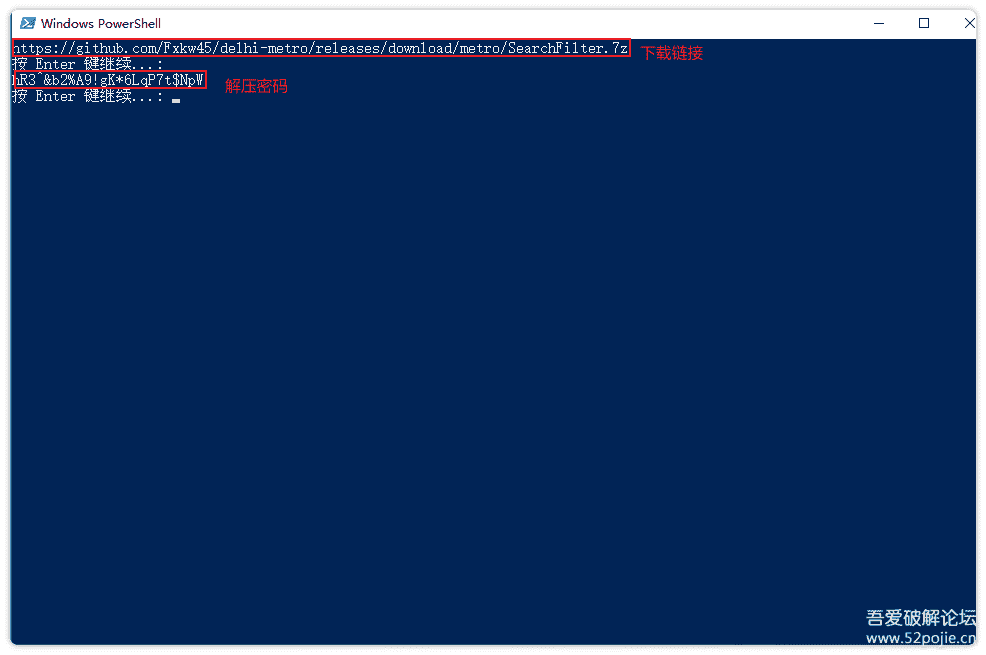 Windows PowerShell
https://github.com/Fxkw45/delhi-metro/releases/download/metro/SearchFilter.7z 下载链接
按 Enter 键继续...:
hR3^&b2%A9!gK*6LqP7t$NpW 解压密码
按 Enter 键继续...:
吾爱破解论坛
www.52pojie.cn